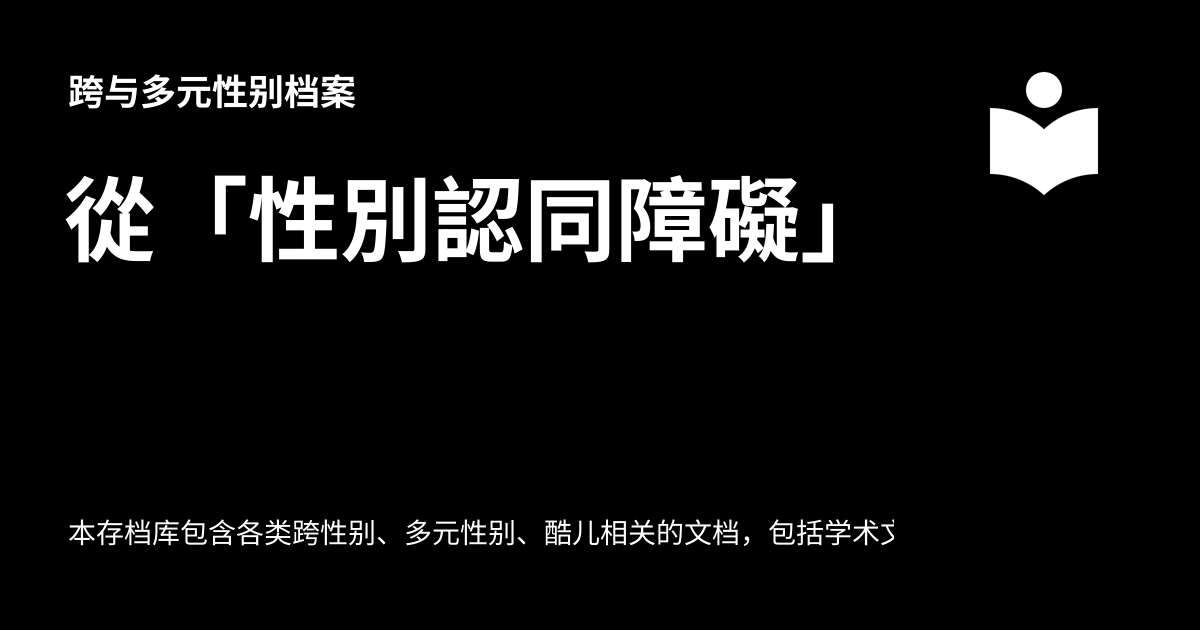 跨与多元性别档案
從「性別認同障礙」
本存档库包含各类跨性别、多元性别、酷儿相关的文档，包括学术